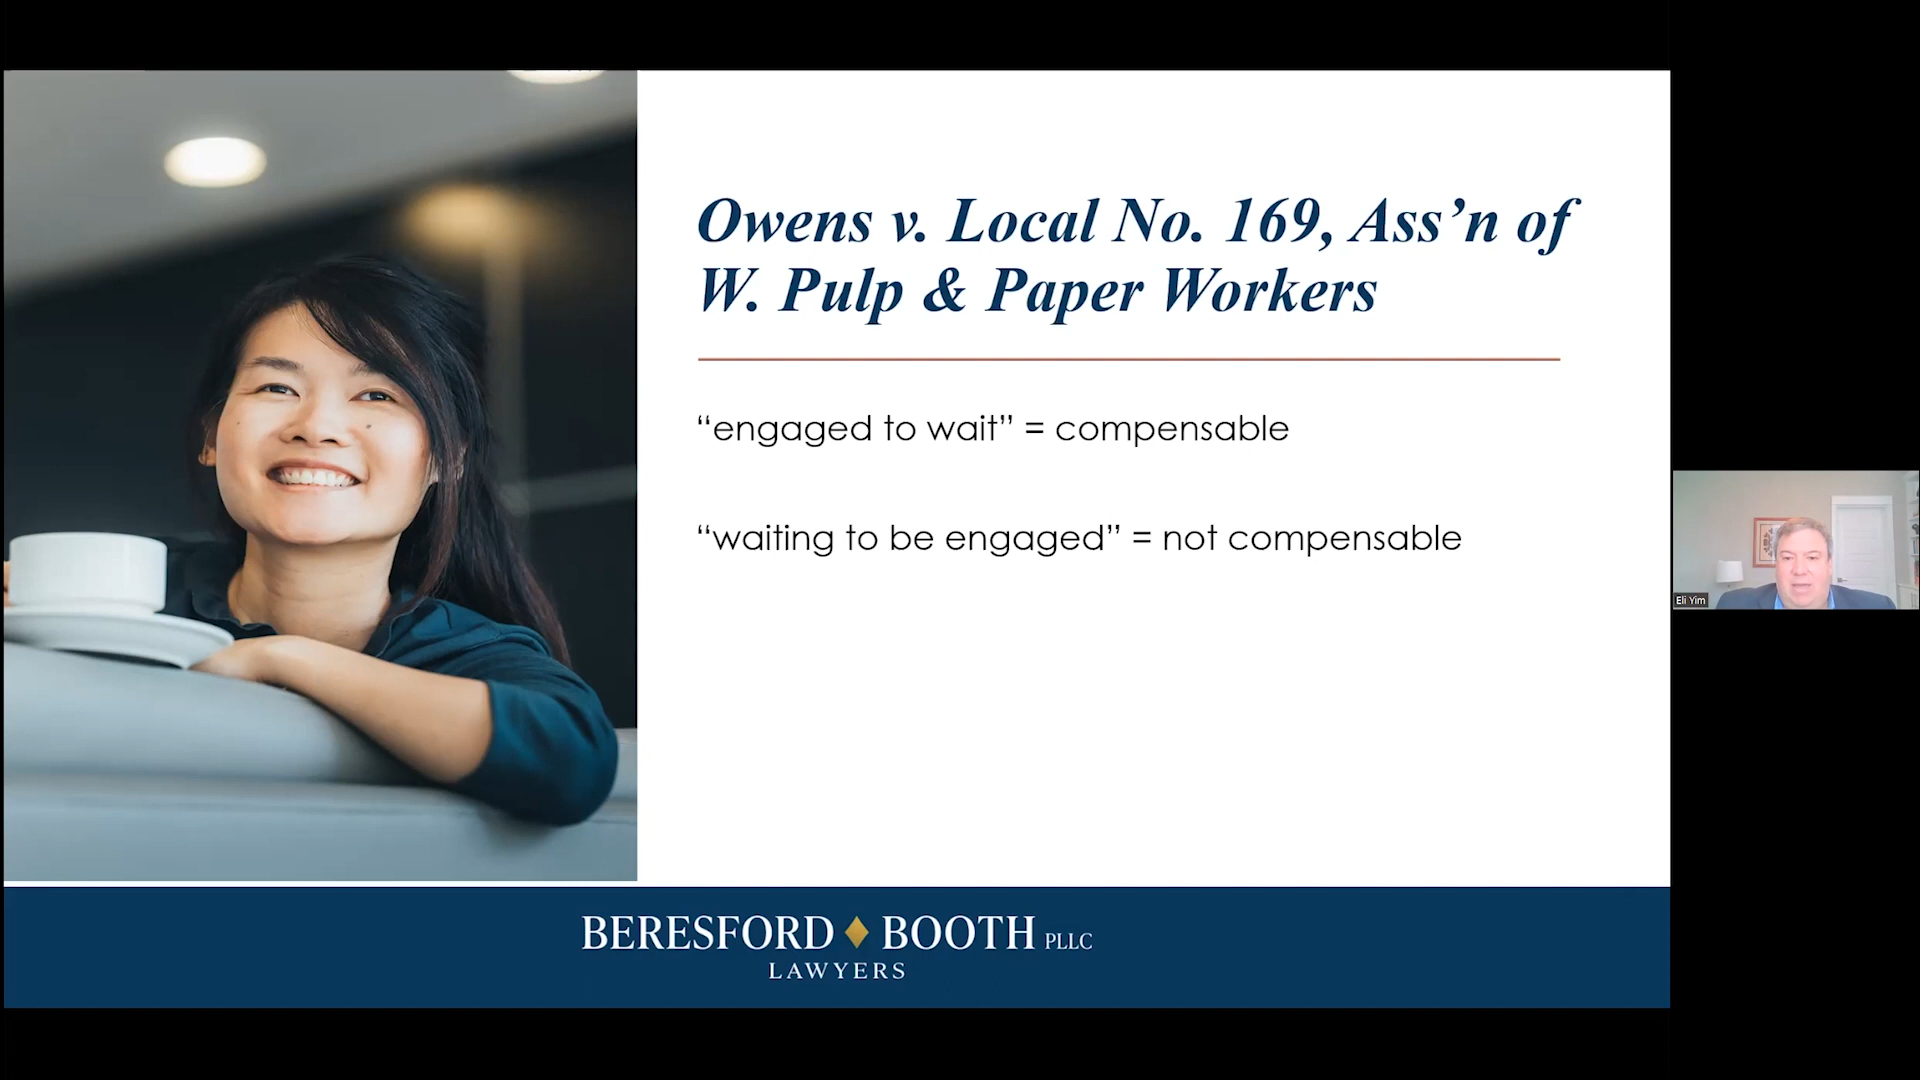 Owens v. Local No. 169, Ass’n of
W. Pulp & Paper Workers
“engaged to wait” = compensable
“waiting to be engaged” = not compensable
Eli Yim
BERESFORD BOOTH PLLC
LAWYERS